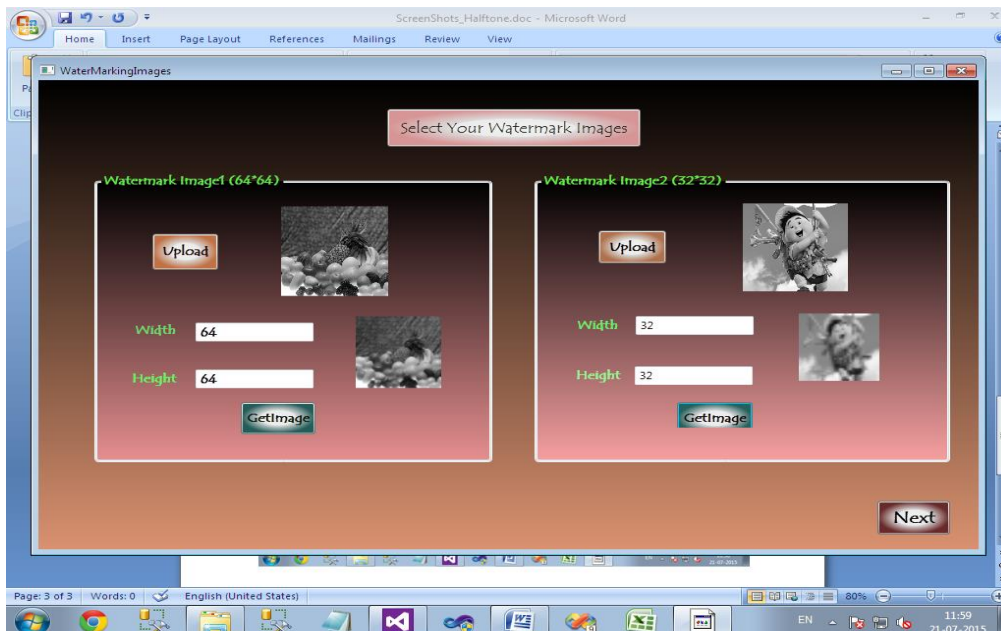 ScreenShots_Halftone.doc - Microsoft Word
Home Insert Page Layout References Mailings Review View
WaterMarkingImages
Select Your Watermark Images
Watermark Image1 (64*64)
Watermark Image2 (32*32)
Upload
Upload
Width 64
Width 32
Height 64
Height 32
GetImage
GetImage
Next
Page: 3 of 3 Words: 0 English (United States) 80%
EN 11:59
21-07-2015